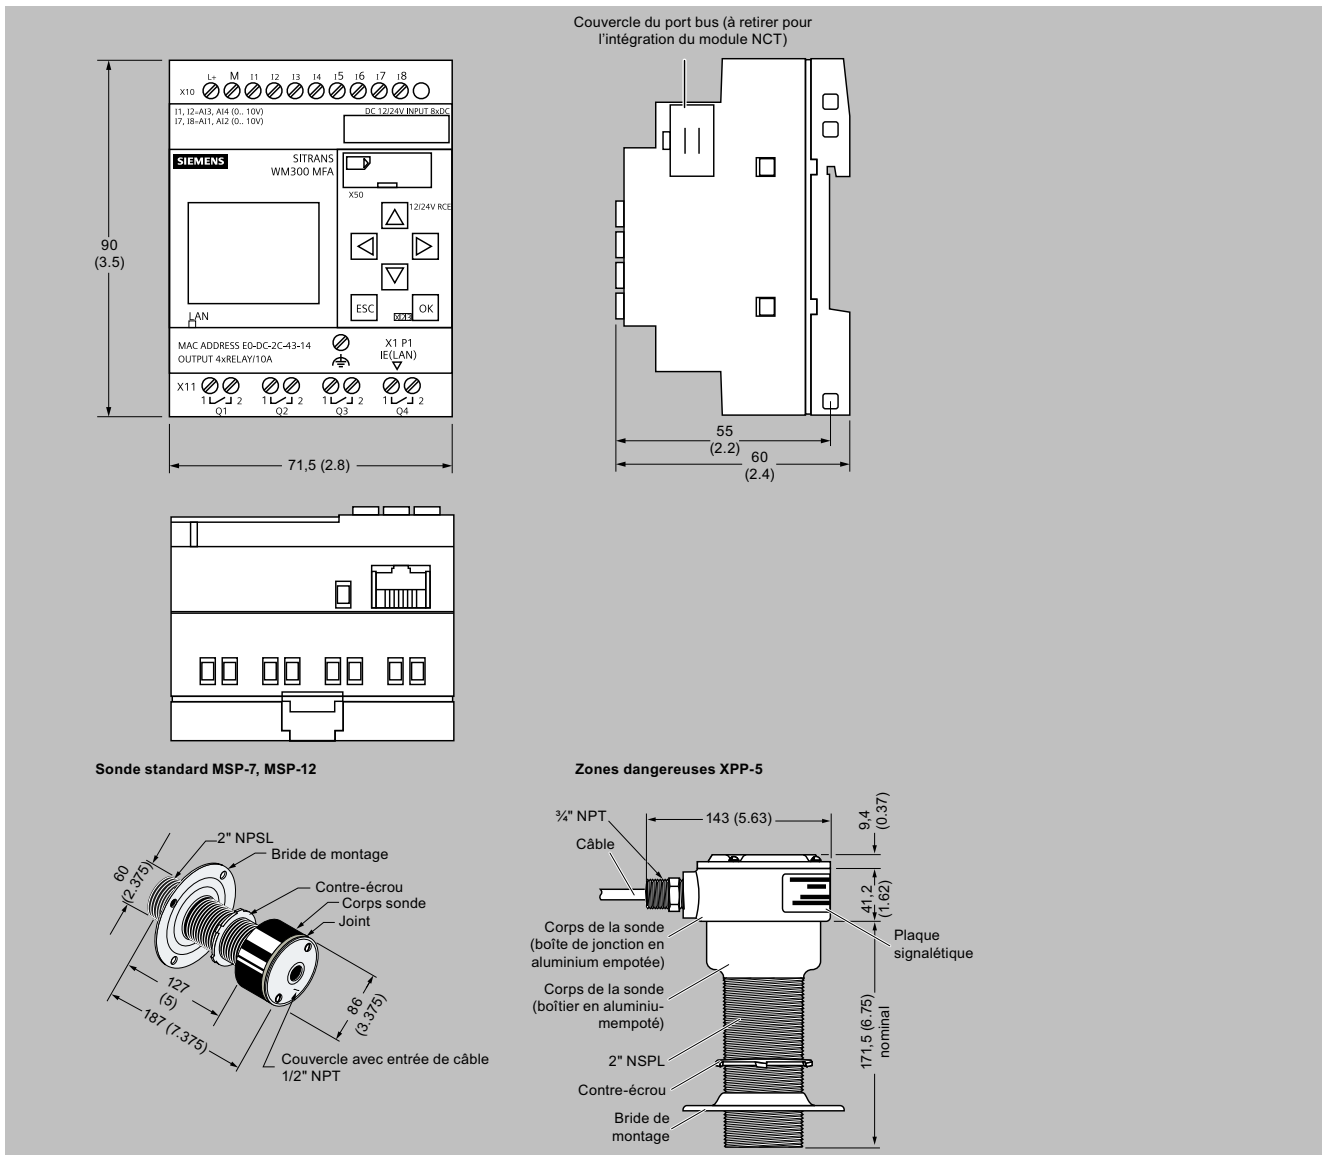 Couvercle du port bus (à retirer pour
l'intégration du module NCT)
L+ M I1 I2 I3 I4 I5 I6 I7 I8
X10
I1, I2=AI3, AI4 (0.. 10V)
I7, I8=AI1, AI2 (0.. 10V)
DC 12/24V INPUT 8xDC
SIEMENS
SITRANS
WM300 MFA
X50
12/24V RCE
ESC
OK
LAN
MAC ADDRESS E0-DC-2C-43-14
OUTPUT 4xRELAY/10A
X1 P1
IE(LAN)
X11
1 2 1 2 1 2 1 2
Q1 Q2 Q3 Q4
90
(3.5)
71,5 (2.8)
55
(2.2)
60
(2.4)
Sonde standard MSP-7, MSP-12
2" NPSL
Bride de montage
Contre-écrou
Corps sonde
Joint
60
(2.375)
127
(5)
187 (7.375)
86
(3.375)
Couvercle avec entrée de câble
1/2" NPT
Zones dangereuses XPP-5
¾" NPT
Câble
143 (5.63)
9,4
(0.37)
41,2
(1.62)
Corps de la sonde
(boîte de jonction en
aluminium empotée)
Plaque
signalétique
Corps de la sonde
(boîtier en aluminiu-
mempoté)
171,5 (6.75)
nominal
2" NSPL
Contre-écrou
Bride de
montage